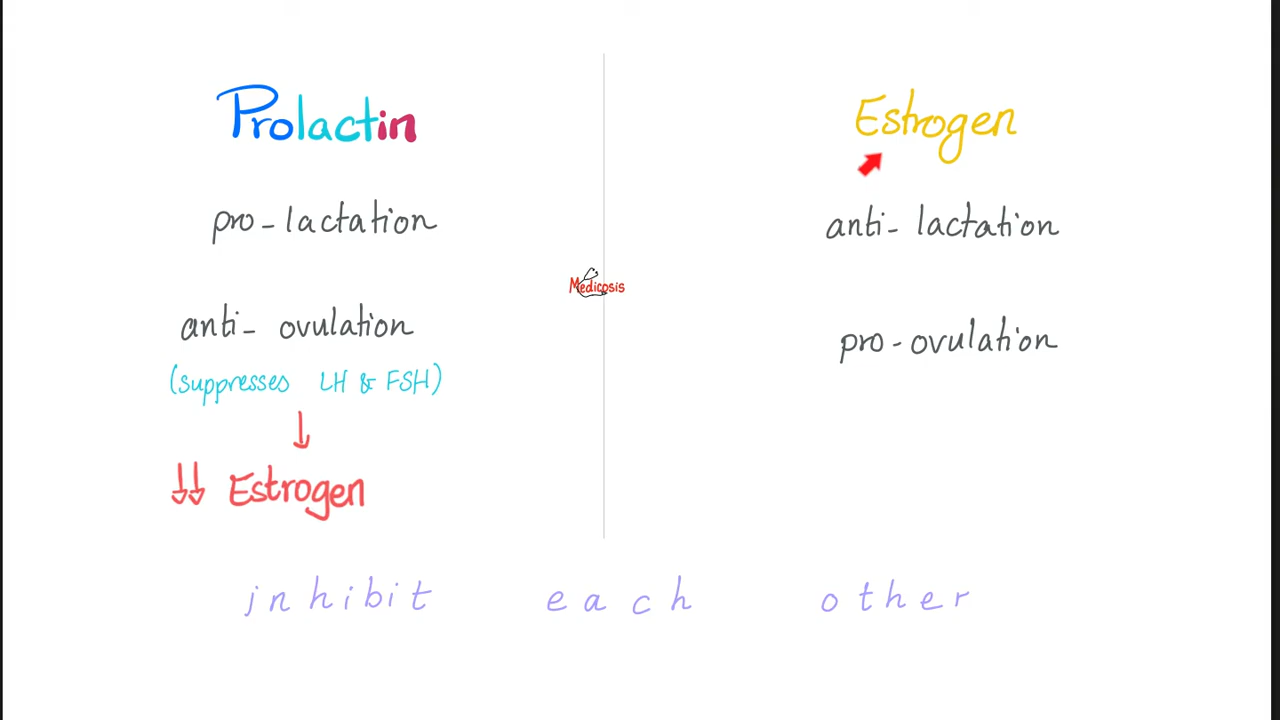 Prolactin
pro-lactation
anti-ovulation
(suppresses LH & FSH)
↓
↓↓ Estrogen
Medicosis
Estrogen
anti-lactation
pro-ovulation
inhibit each other